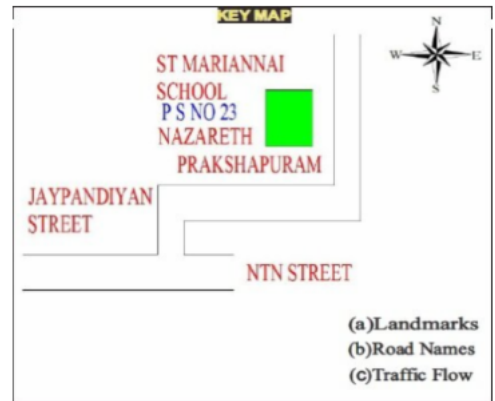 KEY MAP
N
W E
S
ST MARIANNAI
SCHOOL
P S NO 23
NAZARETH
PRAKSHAPURAM
JAYPANDIYAN
STREET
NTN STREET
(a)Landmarks
(b)Road Names
(c)Traffic Flow